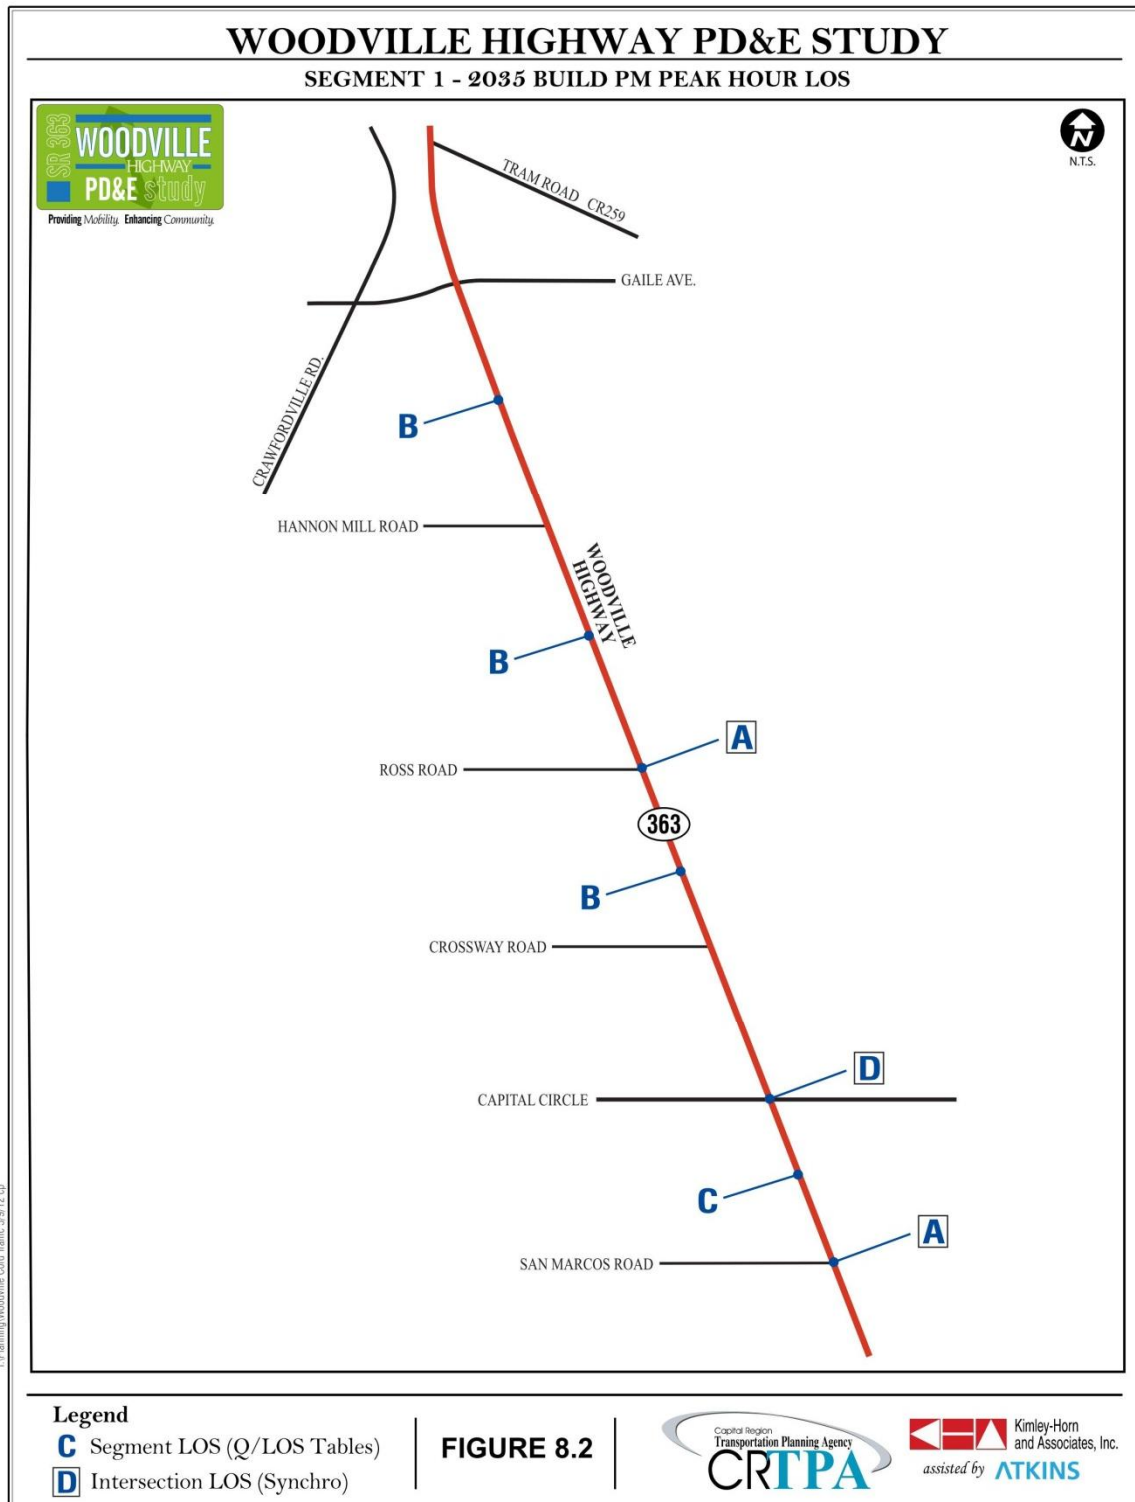 WOODVILLE HIGHWAY PD&E STUDY
SEGMENT 1 - 2035 BUILD PM PEAK HOUR LOS
SR 363
WOODVILLE
HIGHWAY
PD&E study
Providing Mobility. Enhancing Community.
N
N.T.S.
TRAM ROAD CR259
GAILE AVE.
CRAWFORDVILLE RD.
B
HANNON MILL ROAD
WOODVILLE
HIGHWAY
B
A
ROSS ROAD
363
B
CROSSWAY ROAD
D
CAPITAL CIRCLE
C
A
SAN MARCOS ROAD
Legend
C Segment LOS (Q/LOS Tables)
D Intersection LOS (Synchro)
FIGURE 8.2
Capital Region
Transportation Planning Agency
CRTPA
Kimley-Horn
and Associates, Inc.
assisted by ATKINS